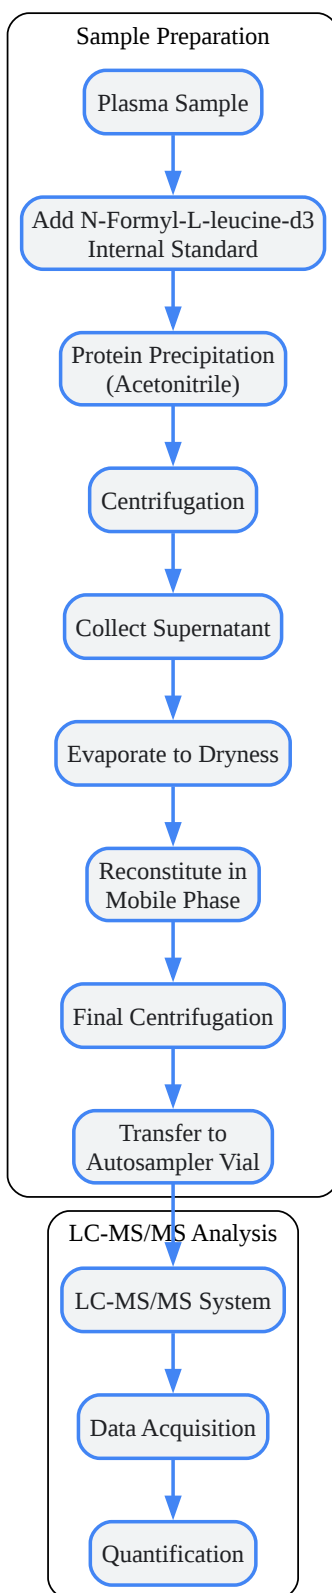 Sample Preparation
Plasma Sample
Add N-Formyl-L-leucine-d3
Internal Standard
Protein Precipitation
(Acetonitrile)
Centrifugation
Collect Supernatant
Evaporate to Dryness
Reconstitute in
Mobile Phase
Final Centrifugation
Transfer to
Autosampler Vial
LC-MS/MS Analysis
LC-MS/MS System
Data Acquisition
Quantification